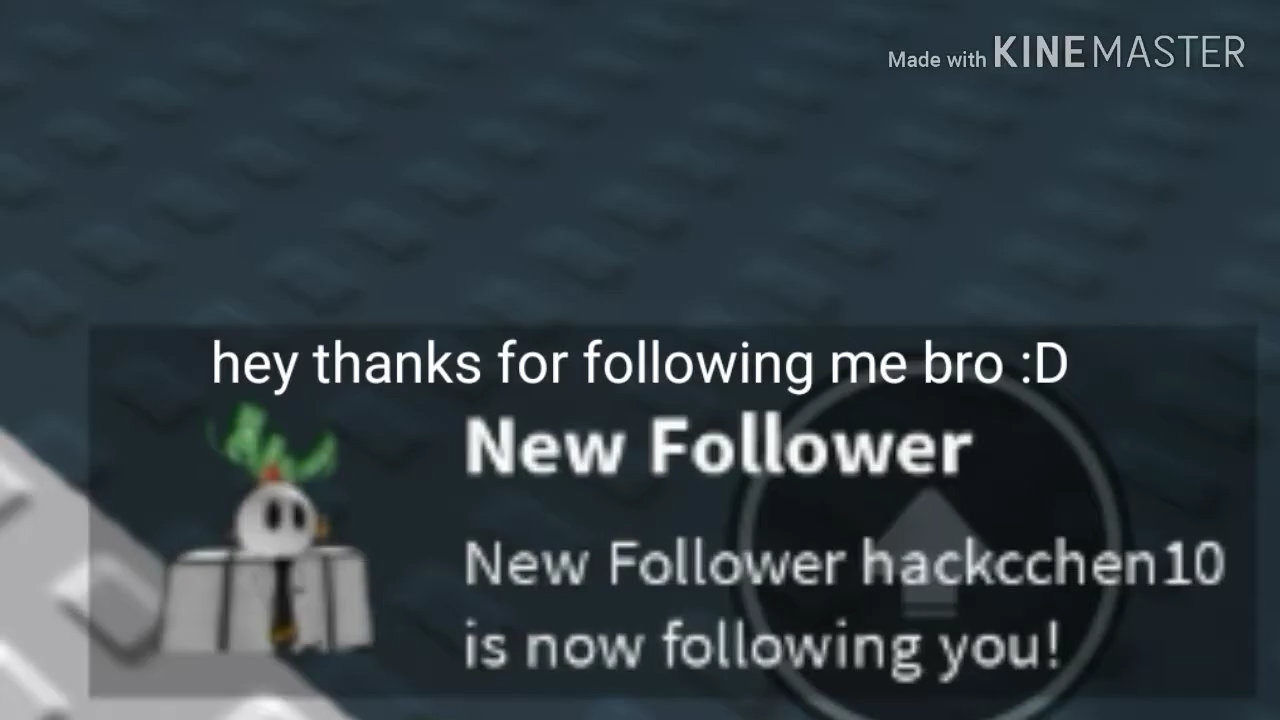 Made with KINEMASTER
hey thanks for following me bro :D
New Follower
New Follower hackcchen10
is now following you!